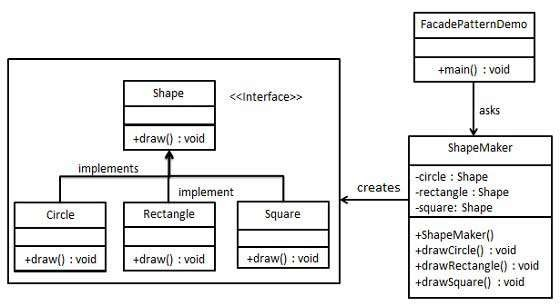 FacadePatternDemo
+main() : void
asks
Shape
<<Interface>>
+draw() : void
implements
implement
Circle
+draw() : void
Rectangle
+draw() : void
Square
+draw() : void
creates
ShapeMaker
-circle : Shape
-rectangle : Shape
-square: Shape
+ShapeMaker()
+drawCircle() : void
+drawRectangle() : void
+drawSquare() : void